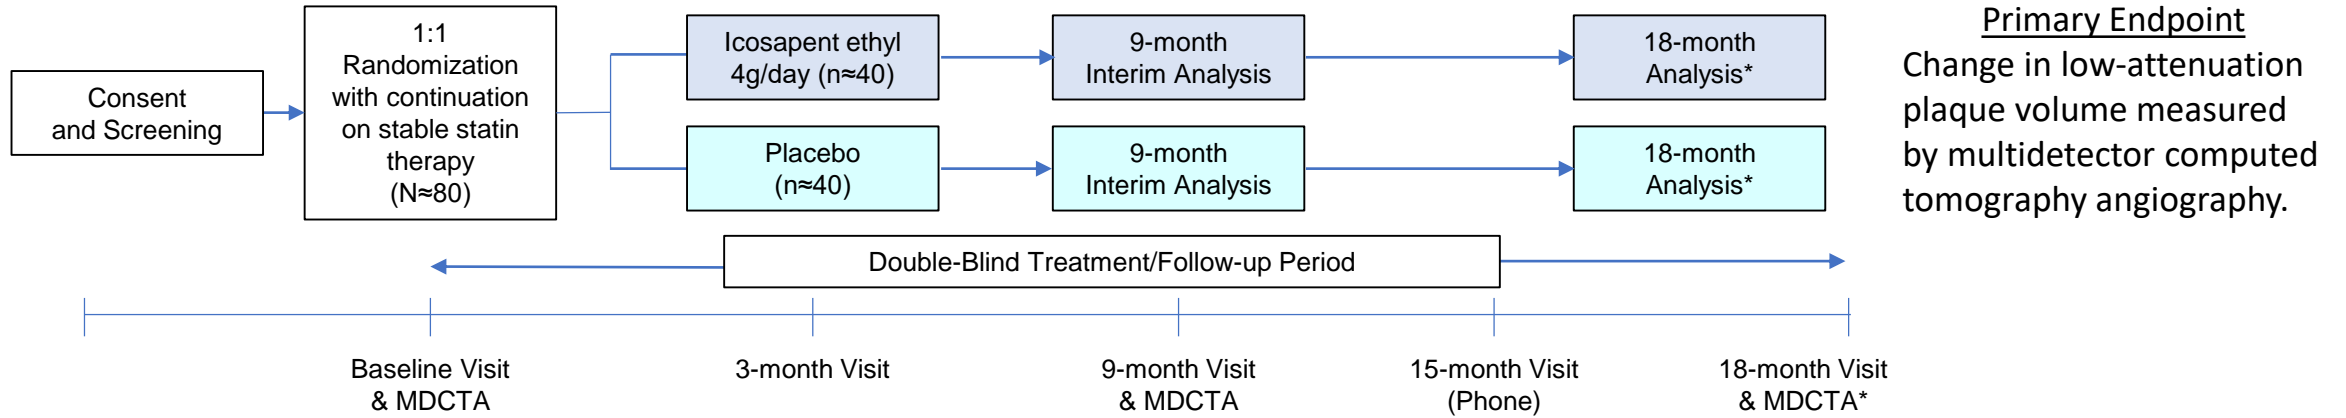 Consent
and Screening
1:1
Randomization
with continuation
on stable statin
therapy
(N≈80)
Icosapent ethyl
4g/day (n≈40)
9-month
Interim Analysis
18-month
Analysis*
Placebo
(n≈40)
9-month
Interim Analysis
18-month
Analysis*
Primary Endpoint
Change in low-attenuation
plaque volume measured
by multidetector computed
tomography angiography.
Double-Blind Treatment/Follow-up Period
Baseline Visit
& MDCTA
3-month Visit
9-month Visit
& MDCTA
15-month Visit
(Phone)
18-month Visit
& MDCTA*